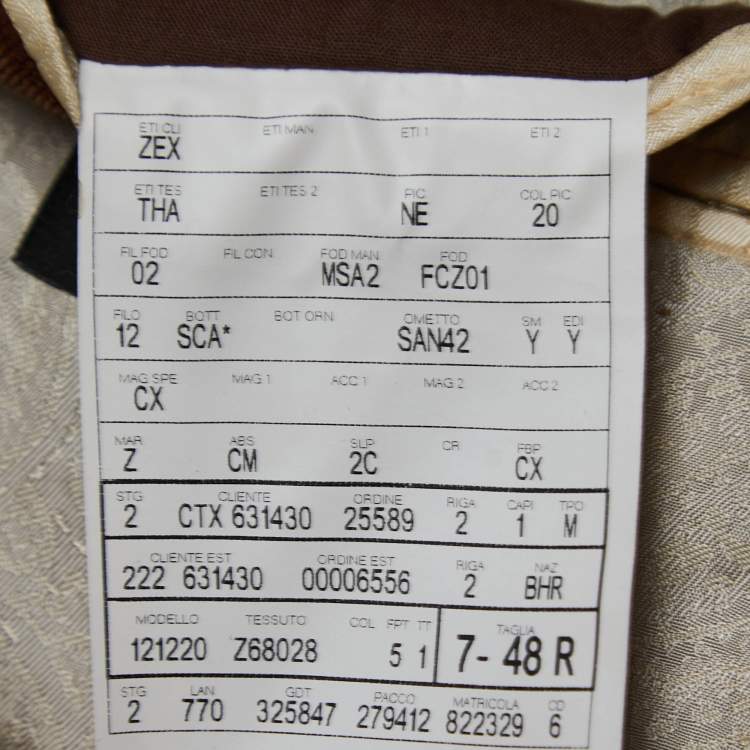 ETI CLI ETI MAN ETI 1 ETI 2
ZEX
ETI TES ETI TES 2 PIC COL PIC
THA NE 20
FIL FOD FIL CON FOD MAN FOD
02 MSA2 FCZ01
FILO BOTT BOT ORN OMETTO SM EDI
12 SCA* SAN42 Y Y
MAG SPE MAG 1 ACC 1 MAG 2 ACC 2
CX
MAR ABS SLP CR FBP
Z CM 2C CX
STG CLIENTE ORDINE RIGA CAPI TPO
2 CTX 631430 25589 2 1 M
CLIENTE EST ORDINE EST RIGA NAZ
222 631430 00006556 2 BHR
MODELLO TESSUTO COL FPT TT TAGLIA
121220 Z68028 5 1 7- 48 R
STG LAN GDT PACCO MATRICOLA CD
2 770 325847 279412 822329 6